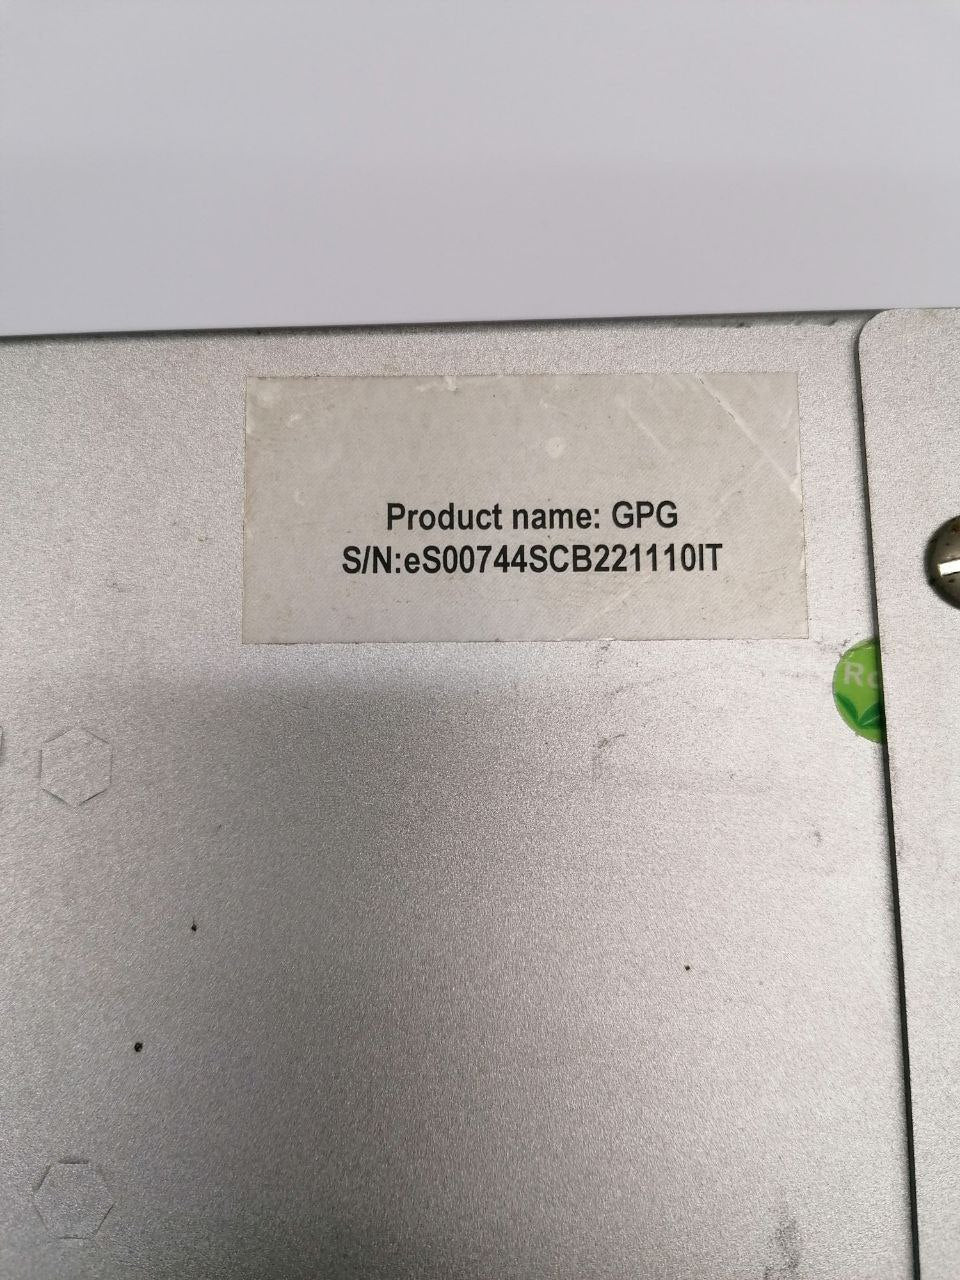 Product name: GPG
S/N:eS00744SCB221110IT